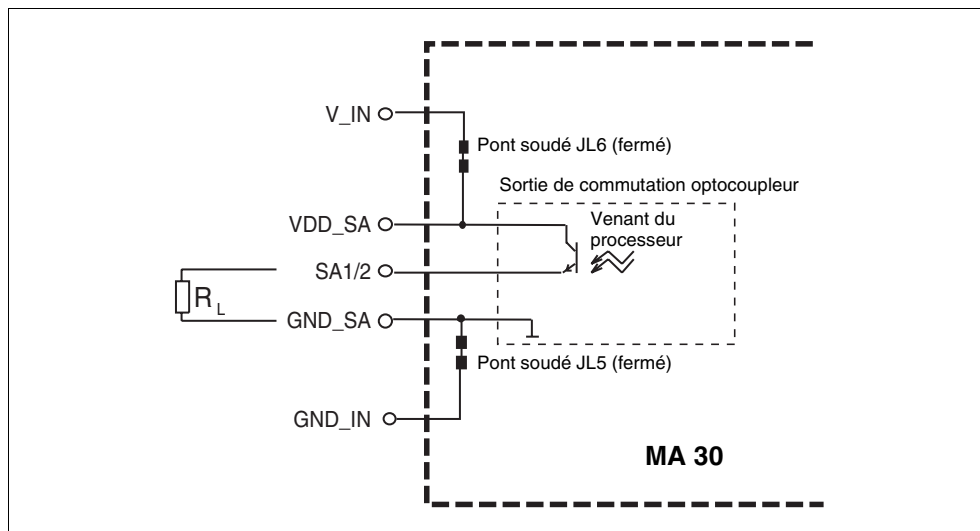 V_IN
Pont soudé JL6 (fermé)
Sortie de commutation optocoupleur
VDD_SA
Venant du
processeur
SA1/2
RL
GND_SA
Pont soudé JL5 (fermé)
GND_IN
MA 30